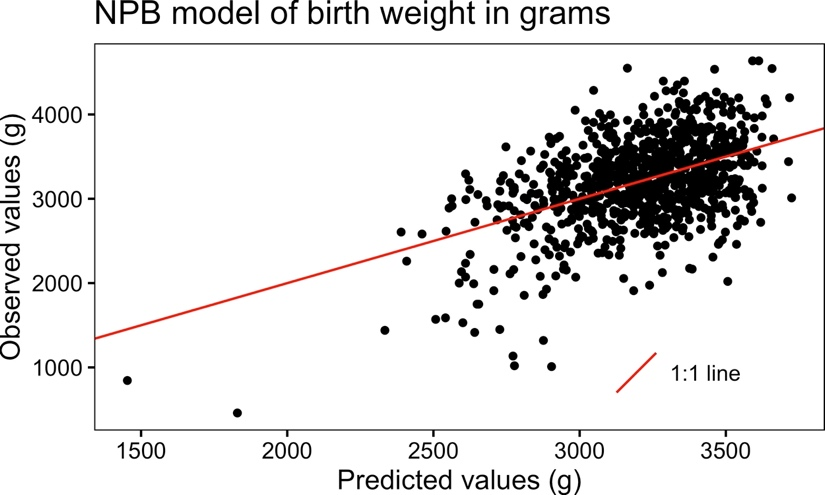 NPB model of birth weight in grams
Observed values (g)
4000
3000
2000
1000
1:1 line
1500
2000
2500
3000
3500
Predicted values (g)